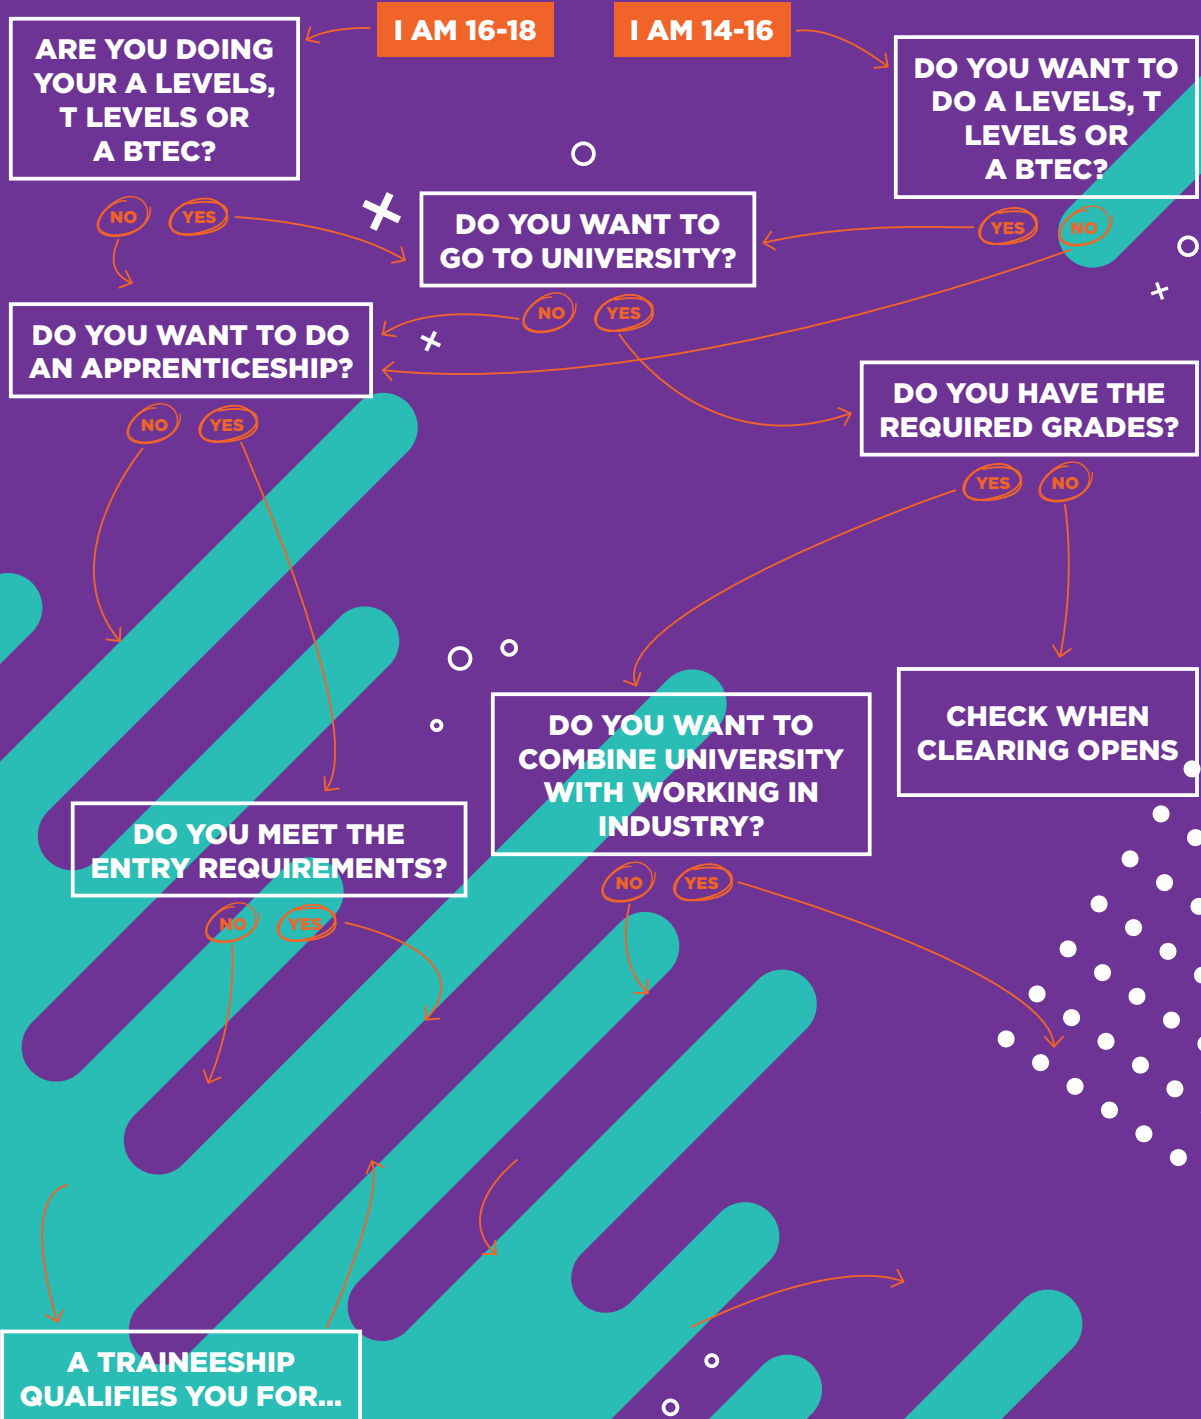 I AM 16-18
I AM 14-16
ARE YOU DOING
YOUR A LEVELS,
T LEVELS OR
A BTEC?
NO
YES
DO YOU WANT TO
DO A LEVELS, T
LEVELS OR
A BTEC?
YES
NO
DO YOU WANT TO
GO TO UNIVERSITY?
NO
YES
DO YOU WANT TO DO
AN APPRENTICESHIP?
NO
YES
DO YOU HAVE THE
REQUIRED GRADES?
YES
NO
DO YOU WANT TO
COMBINE UNIVERSITY
WITH WORKING IN
INDUSTRY?
NO
YES
CHECK WHEN
CLEARING OPENS
DO YOU MEET THE
ENTRY REQUIREMENTS?
NO
YES
A TRAINEESHIP
QUALIFIES YOU FOR...